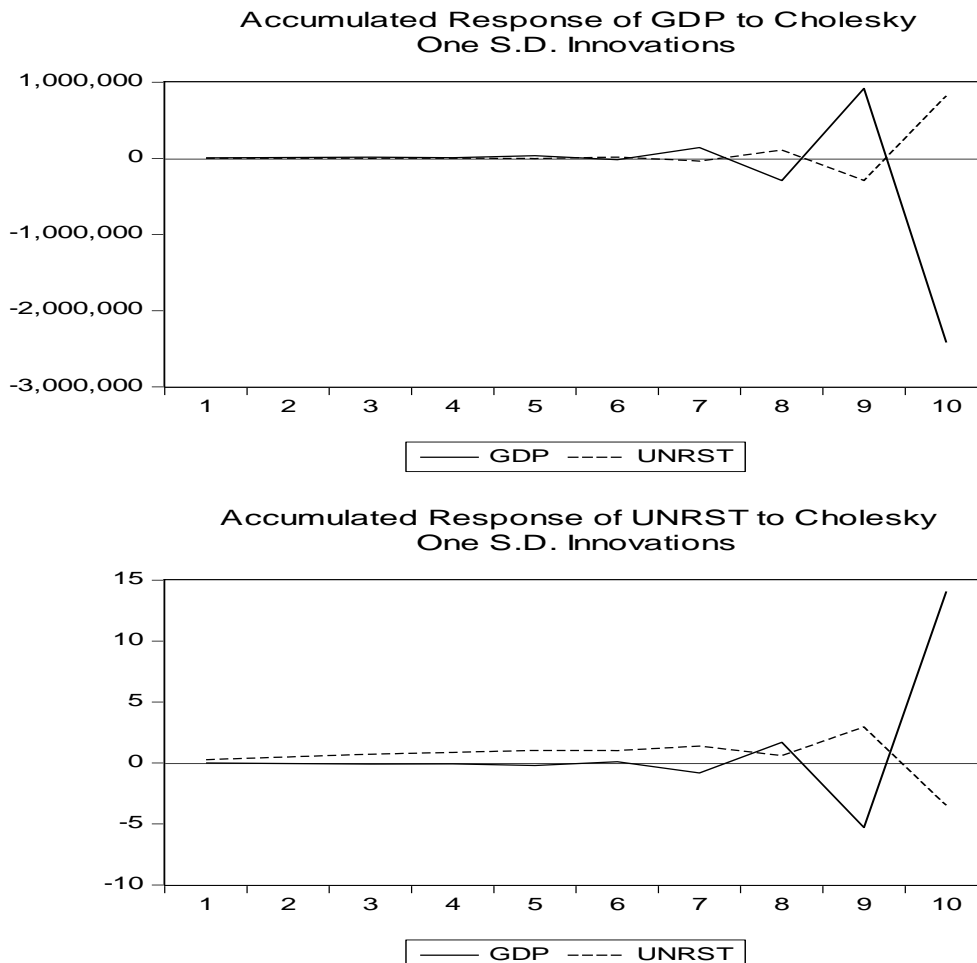 Accumulated Response of GDP to Cholesky
One S.D. Innovations
1,000,000
0
-1,000,000
-2,000,000
-3,000,000
1 2 3 4 5 6 7 8 9 10
GDP UNRST
Accumulated Response of UNRST to Cholesky
One S.D. Innovations
15
10
5
0
-5
-10
1 2 3 4 5 6 7 8 9 10
GDP UNRST